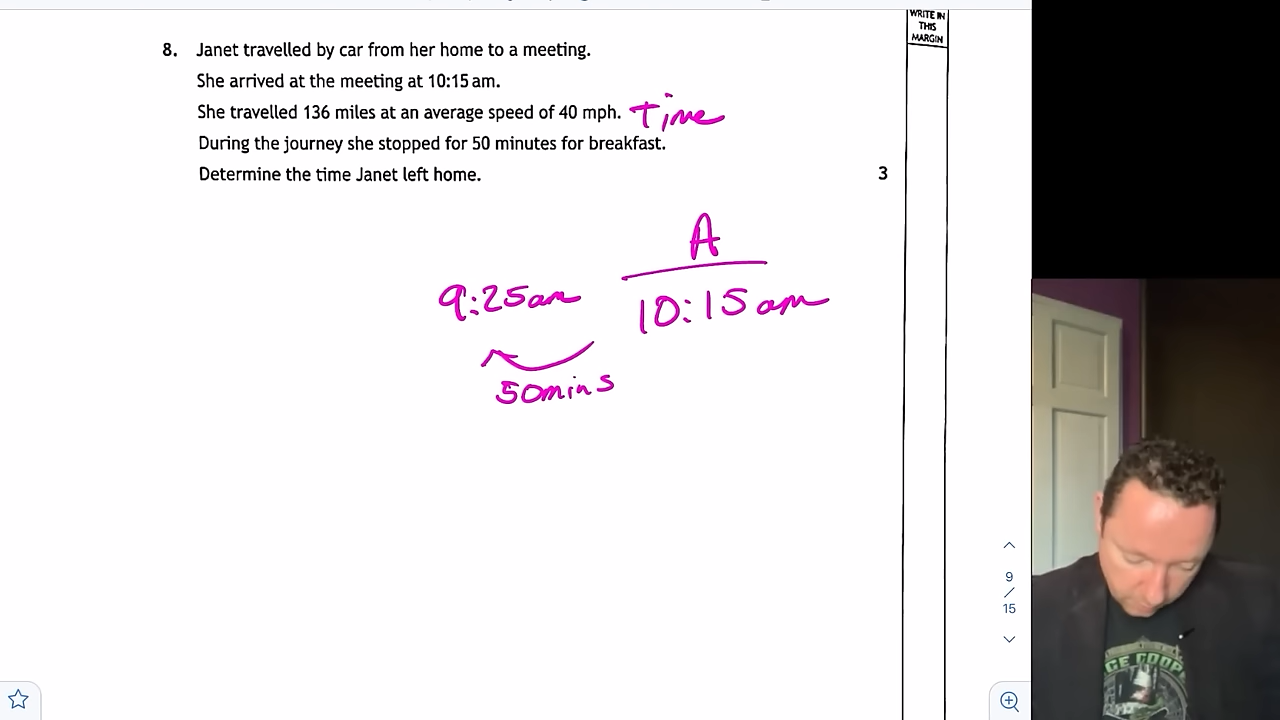 WRITE IN
THIS
MARGIN
8. Janet travelled by car from her home to a meeting.
She arrived at the meeting at 10:15 am.
She travelled 136 miles at an average speed of 40 mph. Time
During the journey she stopped for 50 minutes for breakfast.
Determine the time Janet left home. 3
A
9:25am 10:15am
50mins
9
/
15